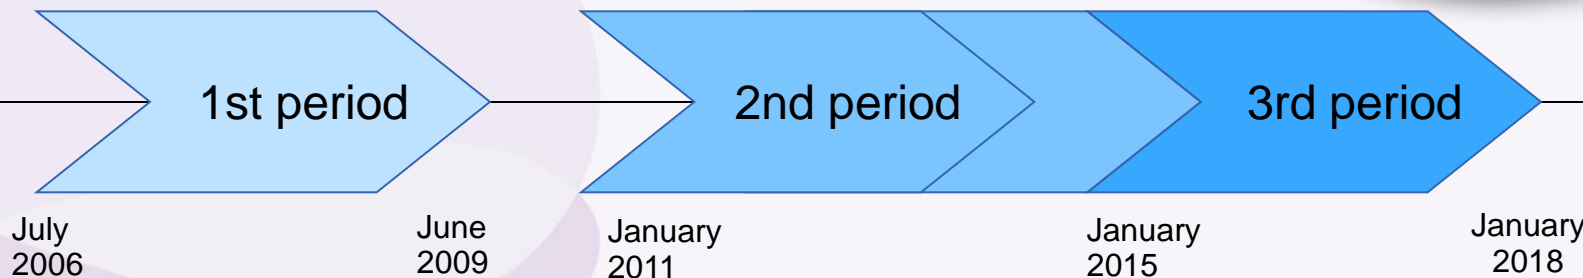 1st period
2nd period
3rd period
July
2006
June
2009
January
2011
January
2015
January
2018